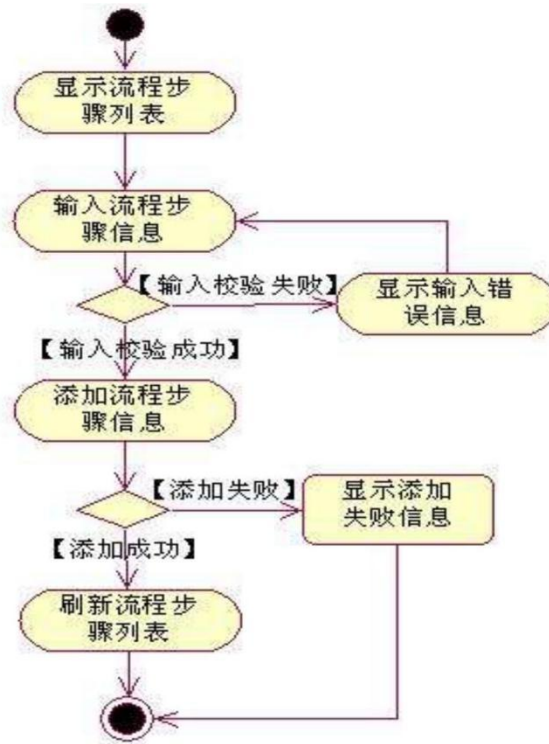 显示流程步
骤列表
输入流程步
骤信息
【输入校验失败】
显示输入错
误信息
【输入校验成功】
添加流程步
骤信息
【添加失败】
显示添加
失败信息
【添加成功】
刷新流程步
骤列表